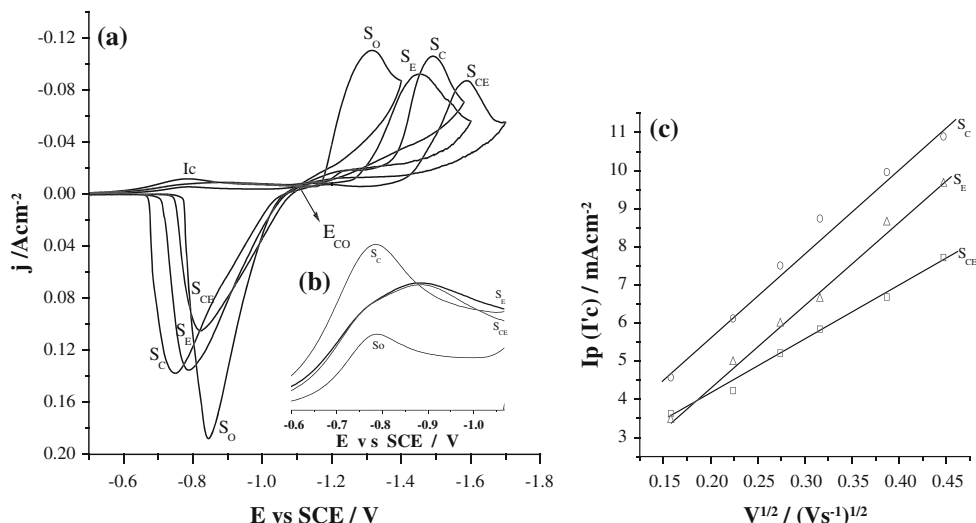 (a)
-0.12
-0.08
-0.04
0.00
0.04
0.08
0.12
0.16
0.20
j /Acm⁻²
S_O
S_E
S_C
S_CE
Ic
E_CO
S_CE
S_E
S_C
S_O
-0.6
-0.8
-1.0
-1.2
-1.4
-1.6
-1.8
E vs SCE / V
(b)
S_C
S_E
S_CE
So
-0.6
-0.7
-0.8
-0.9
-1.0
E vs SCE / V
(c)
11
10
9
8
7
6
5
4
3
Ip (I'c) / mAcm⁻²
S_C
S_E
S_CE
0.15
0.20
0.25
0.30
0.35
0.40
0.45
V^1/2 / (Vs⁻¹)^1/2